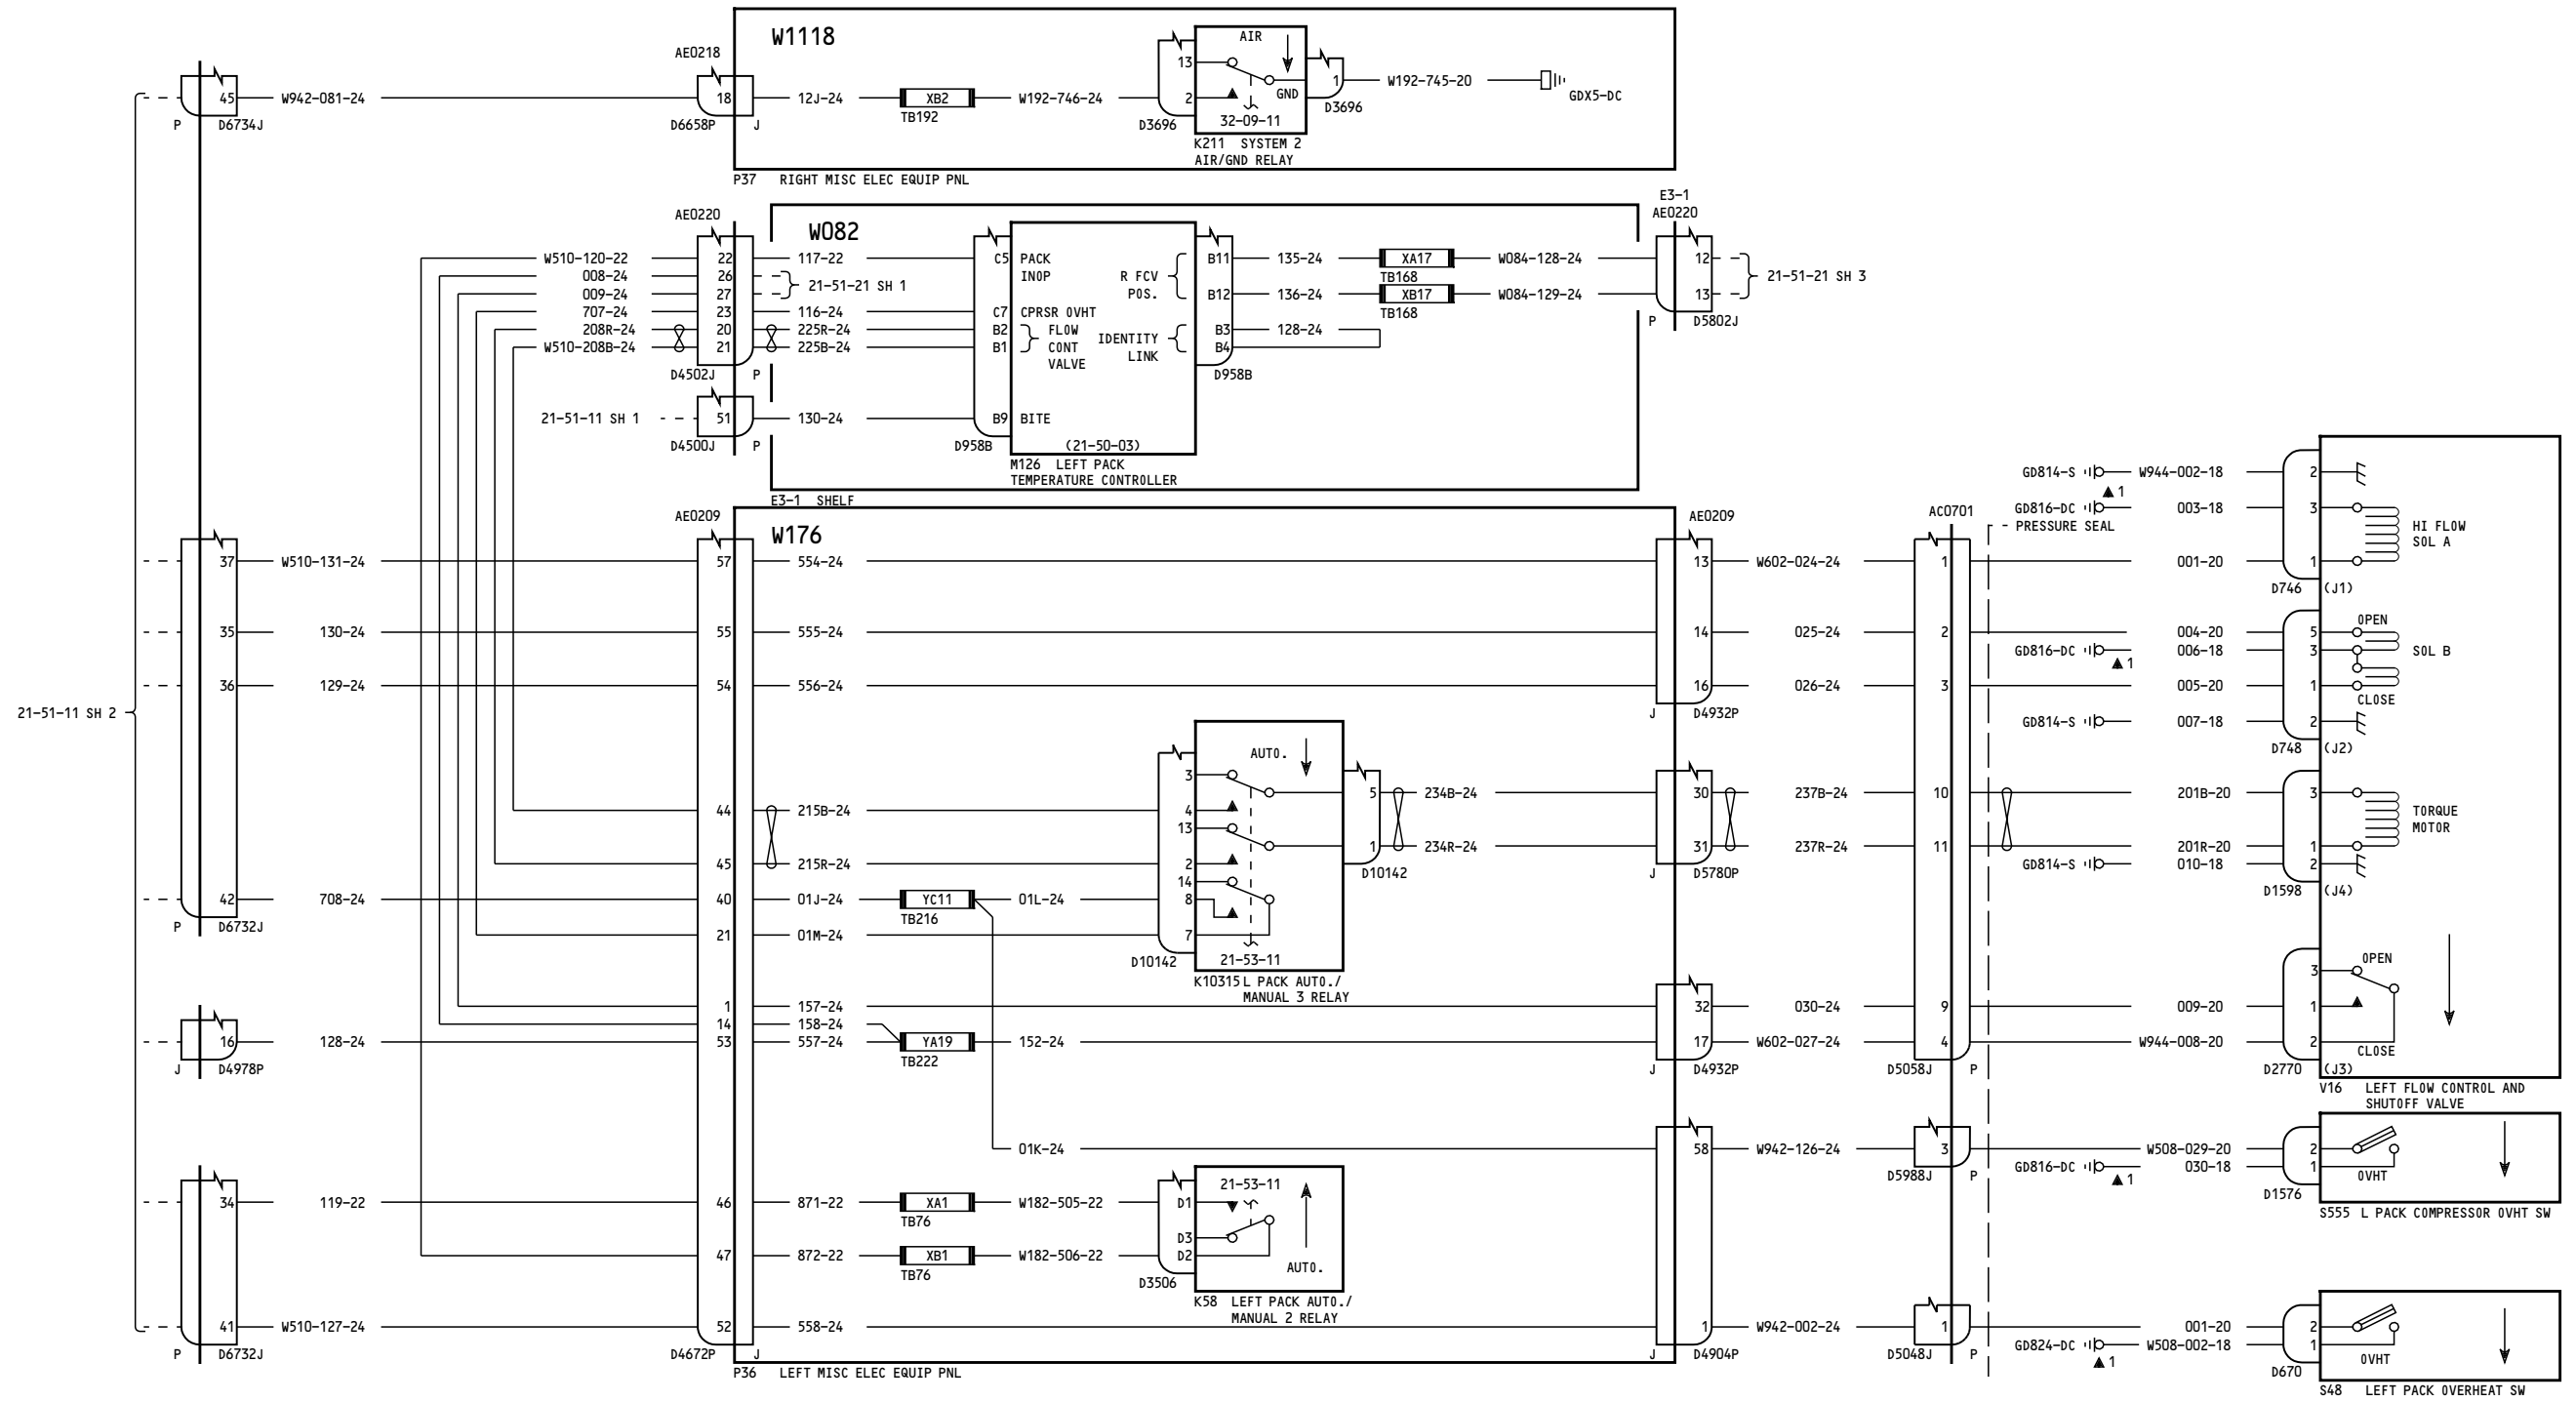 W1118
AE0218
AIR
13
45 W942-081-24 18 12J-24 XB2 W192-746-24 2 GND 1 W192-745-20 GDX5-DC
TB192
32-09-11
D3696
P D6734J D6658P J D3696
K211 SYSTEM 2
AIR/GND RELAY
P37 RIGHT MISC ELEC EQUIP PNL
E3-1
AE0220
AE0220
W082
W510-120-22 22 117-22 C5 PACK INOP
008-24 26
009-24 27
21-51-21 SH 1
707-24 23 116-24 C7 CPRSR OVHT
208R-24 20 225R-24 B2 FLOW
W510-208B-24 21 225B-24 B1 CONT
VALVE
R FCV
POS.
B11 135-24 XA17 W084-128-24 12
TB168
B12 136-24 XB17 W084-129-24 13
TB168
21-51-21 SH 3
IDENTITY
LINK
B3 128-24
B4
D958B
P D5802J
D4502J P
21-51-11 SH 1 51 130-24 B9 BITE
D4500J P D958B (21-50-03)
M126 LEFT PACK
TEMPERATURE CONTROLLER
E3-1 SHELF
AE0209
W176
AE0209
AC0701
PRESSURE SEAL
GD814-S W944-002-18 2
1
GD816-DC 003-18 3
HI FLOW
SOL A
37 W510-131-24 57 554-24 13 W602-024-24 1 001-20 1
D746 (J1)
OPEN
35 130-24 55 555-24 14 025-24 2 004-20 5
GD816-DC 006-18 3 SOL B
1
36 129-24 54 556-24 16 026-24 3 005-20 1
CLOSE
J D4932P
21-51-11 SH 2
GD814-S 007-18 2
D748 (J2)
AUTO.
3
5 234B-24 30 237B-24 10 201B-20 3
44 215B-24 4
13
TORQUE
MOTOR
1 234R-24 31 237R-24 11 201R-20 1
45 215R-24 2
GD814-S 010-18 2
D10142
J D5780P
D1598 (J4)
14
42 708-24 40 01J-24 YC11 01L-24 8
TB216
P D6732J
21 01M-24 7
D10142 21-53-11
K10315 L PACK AUTO./
MANUAL 3 RELAY
OPEN
3
1 157-24 32 030-24 9 009-20 1
14 158-24
16 128-24 53 557-24 YA19 152-24 17 W602-027-24 4 W944-008-20 2
CLOSE
TB222
J D4978P
J D4932P D5058J P D2770 (J3)
V16 LEFT FLOW CONTROL AND
SHUTOFF VALVE
01K-24 58 W942-126-24 3 W508-029-20 2
GD816-DC 030-18 1
1
OVHT
D5988J P D1576
S555 L PACK COMPRESSOR OVHT SW
21-53-11
34 119-22 46 871-22 XA1 W182-505-22 D1
TB76
D3
47 872-22 XB1 W182-506-22 D2
TB76
D3506
AUTO.
K58 LEFT PACK AUTO./
MANUAL 2 RELAY
41 W510-127-24 52 558-24 1 W942-002-24 1 001-20 2
GD824-DC W508-002-18 1
1
OVHT
P D6732J D4672P J J D4904P D5048J P D670
P36 LEFT MISC ELEC EQUIP PNL
S48 LEFT PACK OVERHEAT SW